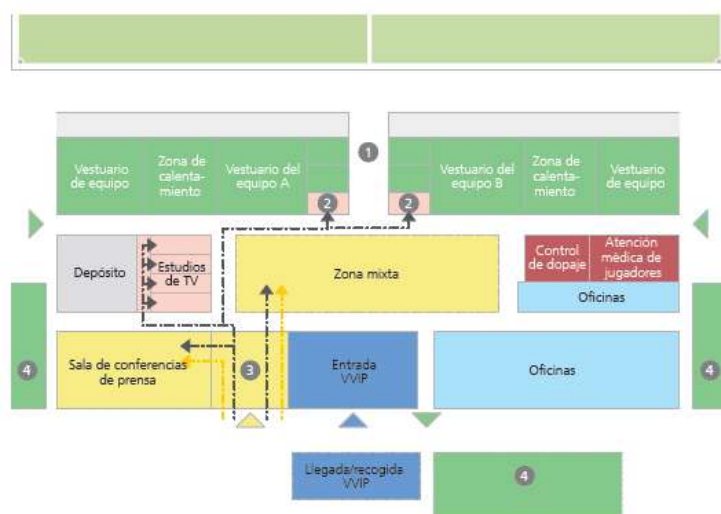 1
Vestuario
de equipo
Zona de
calenta-
miento
Vestuario del
equipo A
Vestuario del
equipo B
Zona de
calenta-
miento
Vestuario
de equipo
2
2
Depósito
Estudios
de TV
Zona mixta
Control
de dopaje
Atención
médica de
jugadores
Oficinas
4
Sala de conferencias
de prensa
3
Entrada
VVIP
Oficinas
4
Llegada/recogida
VVIP
4